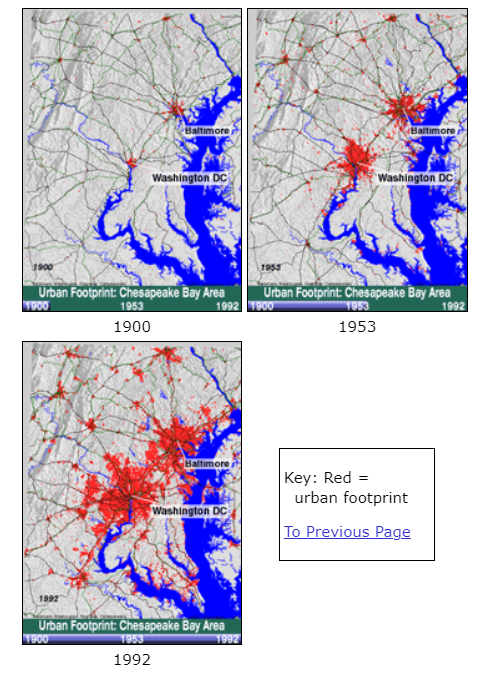 Baltimore
Washington DC
1900
Urban Footprint: Chesapeake Bay Area
1900 1953 1992
1900
Baltimore
Washington DC
1953
Urban Footprint: Chesapeake Bay Area
1900 1953 1992
1953
Baltimore
Washington DC
1992
Urban Footprint: Chesapeake Bay Area
1900 1953 1992
1992
Key: Red =
urban footprint
To Previous Page